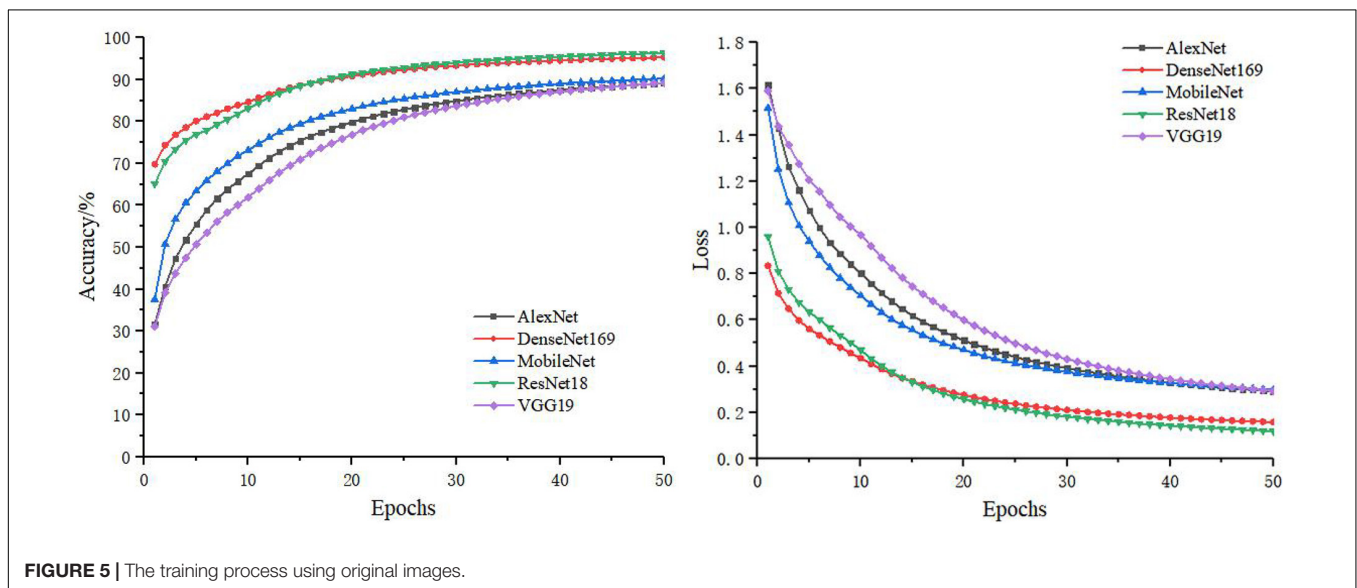 100
90
80
70
60
50
40
30
20
10
0
Accuracy/%
0 10 20 30 40 50
Epochs
AlexNet
DenseNet169
MobileNet
ResNet18
VGG19
1.8
1.6
1.4
1.2
1.0
0.8
0.6
0.4
0.2
0.0
Loss
0 10 20 30 40 50
Epochs
AlexNet
DenseNet169
MobileNet
ResNet18
VGG19
FIGURE 5 | The training process using original images.